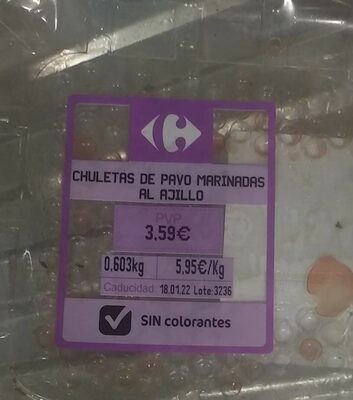 CHULETAS DE PAVO MARINADAS
AL AJILLO
PVP
3,59€
0,603kg 5,95€/Kg
Caducidad: 18.01.22 Lote:3236
SIN colorantes